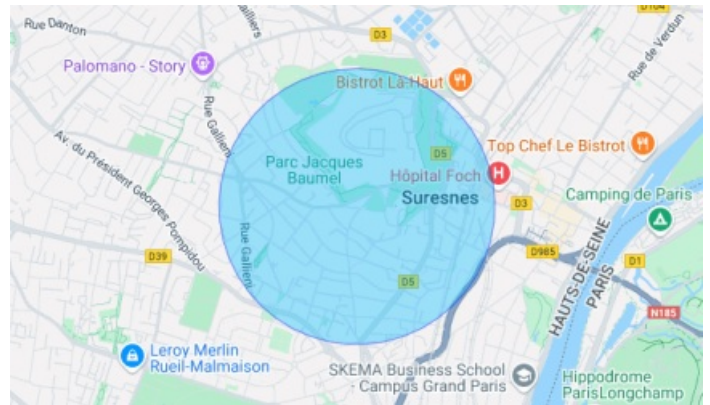 Rue Danton
D3
D104
Rue de Verdun
Palomano - Story
Bistrot Là-Haut
Rue Gallieni
Av. du Président Georges Pompidou
D5
Top Chef Le Bistrot
Parc Jacques
Baumel
Hôpital Foch
H
Suresnes
D3
Camping de Paris
Rue Gallieni
D39
D985
HAUTS-DE-SEINE
PARIS
D1
D5
N185
Leroy Merlin
Rueil-Malmaison
SKEMA Business School
- Campus Grand Paris
Hippodrome
ParisLongchamp